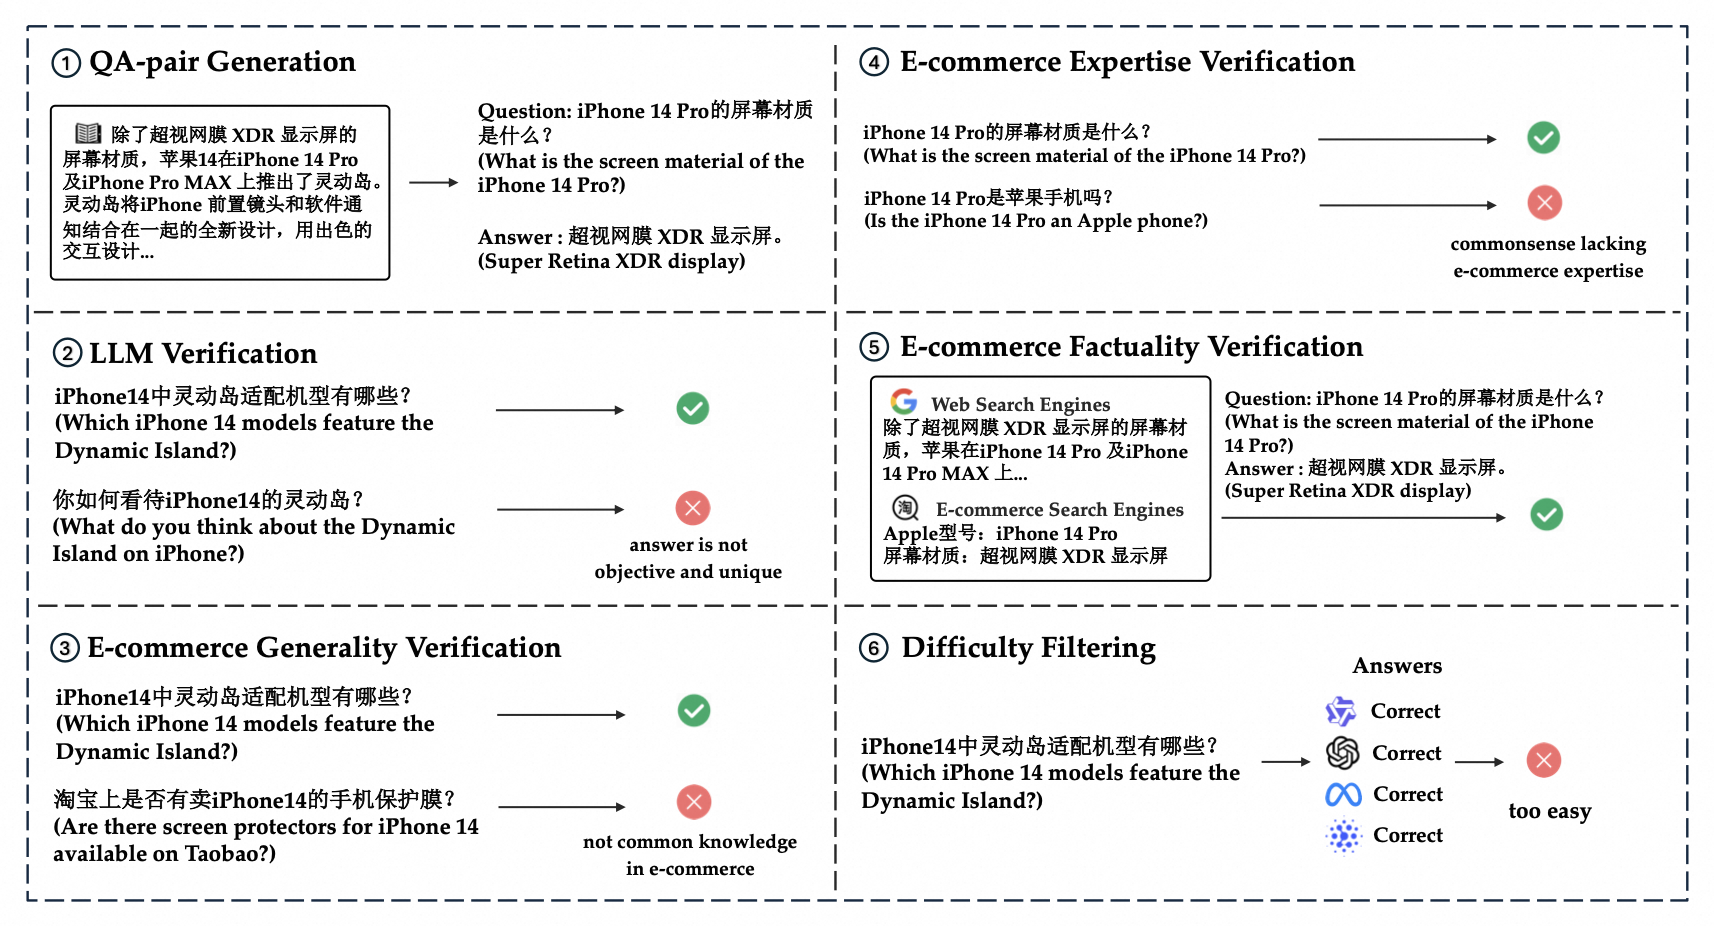 ① QA-pair Generation
除了超视网膜 XDR 显示屏的
屏幕材质，苹果14在iPhone 14 Pro
及iPhone Pro MAX 上推出了灵动岛。
灵动岛将iPhone 前置镜头和软件通
知结合在一起的全新设计，用出色的
交互设计...
Question: iPhone 14 Pro的屏幕材质
是什么？
(What is the screen material of the
iPhone 14 Pro?)
Answer : 超视网膜 XDR 显示屏。
(Super Retina XDR display)
② LLM Verification
iPhone14中灵动岛适配机型有哪些？
(Which iPhone 14 models feature the
Dynamic Island?)
你如何看待iPhone14的灵动岛？
(What do you think about the Dynamic
Island on iPhone?)
answer is not
objective and unique
③ E-commerce Generality Verification
iPhone14中灵动岛适配机型有哪些？
(Which iPhone 14 models feature the
Dynamic Island?)
淘宝上是否有卖iPhone14的手机保护膜？
(Are there screen protectors for iPhone 14
available on Taobao?)
not common knowledge
in e-commerce
④ E-commerce Expertise Verification
iPhone 14 Pro的屏幕材质是什么？
(What is the screen material of the iPhone 14 Pro?)
iPhone 14 Pro是苹果手机吗？
(Is the iPhone 14 Pro an Apple phone?)
commonsense lacking
e-commerce expertise
⑤ E-commerce Factuality Verification
Web Search Engines
除了超视网膜 XDR 显示屏的屏幕材
质，苹果在iPhone 14 Pro 及iPhone
14 Pro MAX 上...
淘 E-commerce Search Engines
Apple型号：iPhone 14 Pro
屏幕材质：超视网膜 XDR 显示屏
Question: iPhone 14 Pro的屏幕材质是什么？
(What is the screen material of the iPhone
14 Pro?)
Answer : 超视网膜 XDR 显示屏。
(Super Retina XDR display)
⑥ Difficulty Filtering
iPhone14中灵动岛适配机型有哪些？
(Which iPhone 14 models feature the
Dynamic Island?)
Answers
Correct
Correct
Correct
Correct
too easy